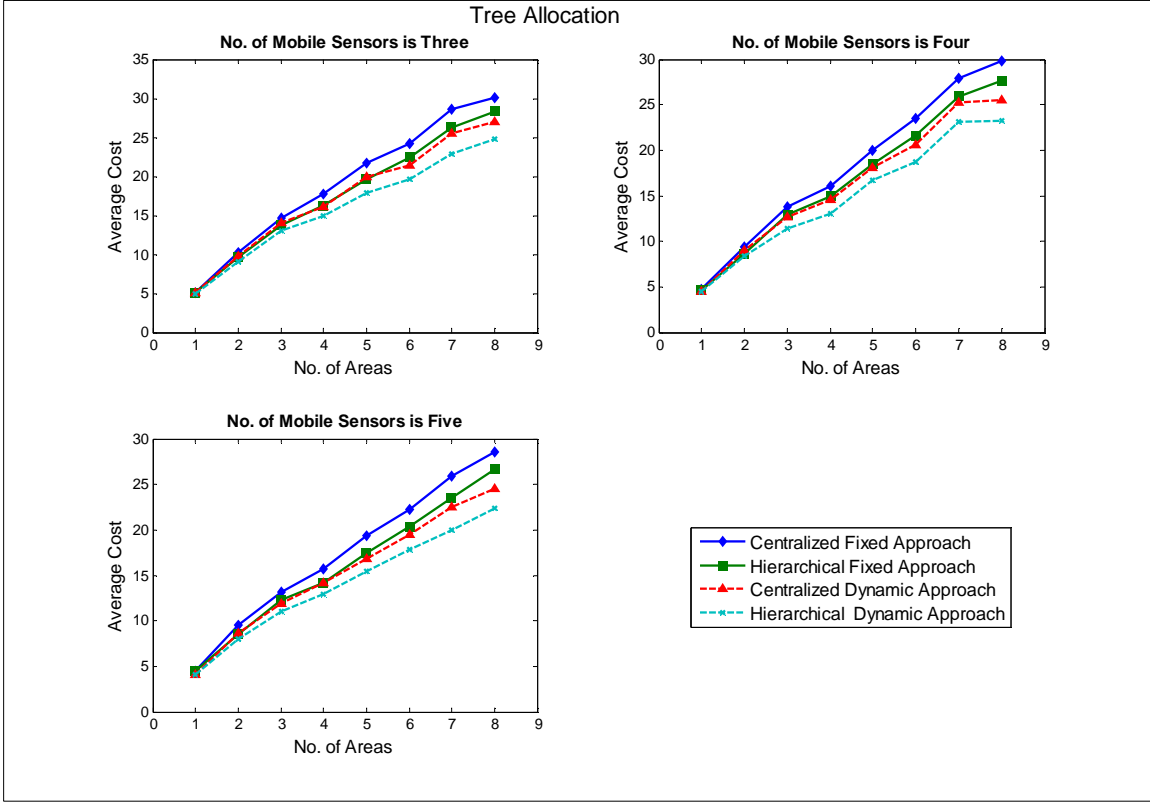 Tree Allocation
No. of Mobile Sensors is Three
35
30
25
20
15
10
5
0
Average Cost
0 1 2 3 4 5 6 7 8 9
No. of Areas
No. of Mobile Sensors is Four
30
25
20
15
10
5
0
Average Cost
0 1 2 3 4 5 6 7 8 9
No. of Areas
No. of Mobile Sensors is Five
30
25
20
15
10
5
0
Average Cost
0 1 2 3 4 5 6 7 8 9
No. of Areas
Centralized Fixed Approach
Hierarchical Fixed Approach
Centralized Dynamic Approach
Hierarchical Dynamic Approach